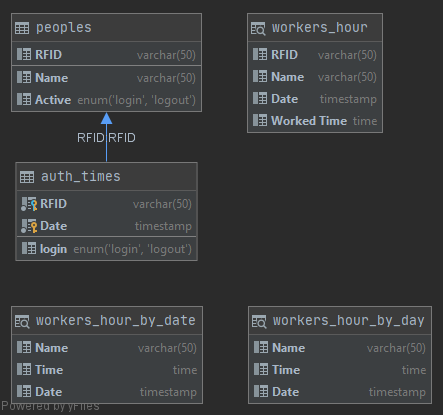 peoples
RFID varchar(50)
Name varchar(50)
Active enum('login', 'logout')
workers_hour
RFID varchar(50)
Name varchar(50)
Date timestamp
Worked Time time
RFID RFID
auth_times
RFID varchar(50)
Date timestamp
login enum('login', 'logout')
workers_hour_by_date
Name varchar(50)
Time time
Date timestamp
workers_hour_by_day
Name varchar(50)
Time time
Date timestamp
Powered by yFiles